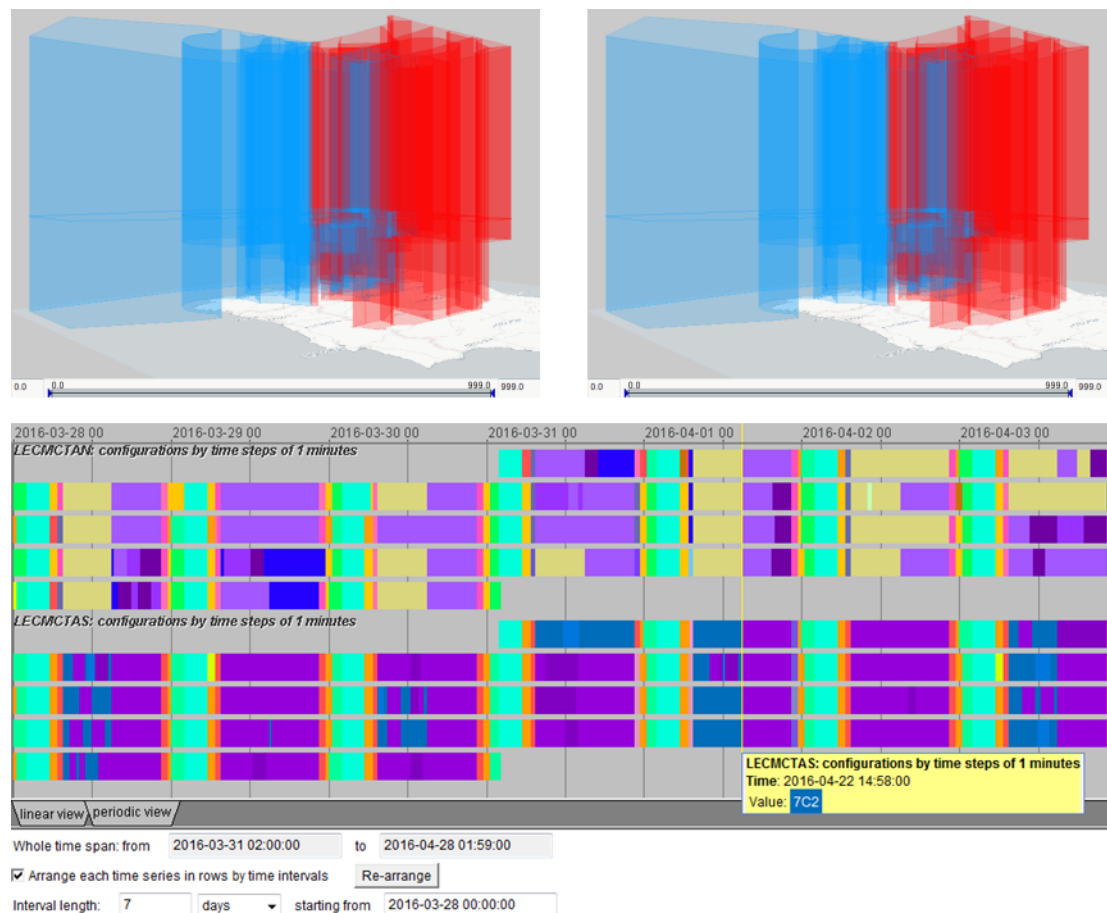 0.0 0.0 999.0 999.0
0.0 0.0 999.0 999.0
2016-03-28 00 2016-03-29 00 2016-03-30 00 2016-03-31 00 2016-04-01 00 2016-04-02 00 2016-04-03 00
LECMCTAN: configurations by time steps of 1 minutes
LECMCTAS: configurations by time steps of 1 minutes
LECMCTAS: configurations by time steps of 1 minutes
Time: 2016-04-22 14:58:00
Value: 7C2
linear view periodic view
Whole time span: from 2016-03-31 02:00:00 to 2016-04-28 01:59:00
Arrange each time series in rows by time intervals Re-arrange
Interval length: 7 days starting from 2016-03-28 00:00:00